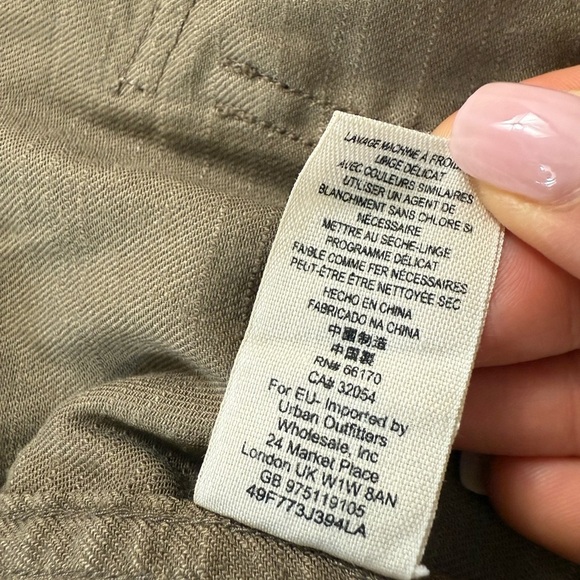 LAVAGE MACHINE A FROID
LINGE DÉLICAT
AVEC COULEURS SIMILAIRES
UTILISER UN AGENT DE
BLANCHIMENT SANS CHLORE SI
NÉCESSAIRE
METTRE AU SÈCHE-LINGE
PROGRAMME DÉLICAT
FAIBLE COMME FER NÉCESSAIRES
PEUT-ÊTRE ÊTRE NETTOYÉE SEC
HECHO EN CHINA
FABRICADO NA CHINA
中國制造
中国製
RN# 66170
CA# 32054
For EU- Imported by
Urban Outfitters
Wholesale, Inc
24 Market Place
London UK W1W 8AN
GB 975119105
49F773J394LA